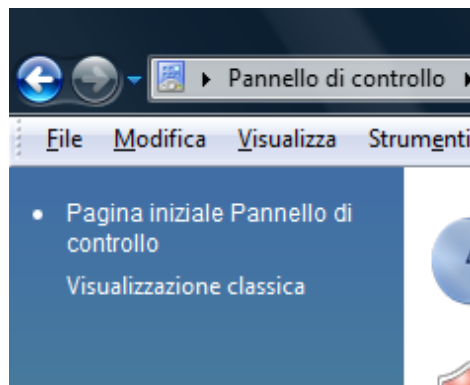 Pannello di controllo
File Modifica Visualizza Strumenti
Pagina iniziale Pannello di
controllo
Visualizzazione classica